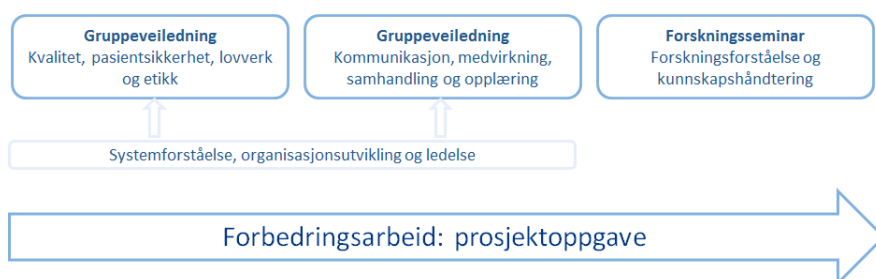 Gruppeveiledning
Kvalitet, pasientsikkerhet, lovverk
og etikk
Gruppeveiledning
Kommunikasjon, medvirkning,
samhandling og opplæring
Forskningsseminar
Forskningsforståelse og
kunnskapshåndtering
Systemforståelse, organisasjonsutvikling og ledelse
Forbedringsarbeid: prosjektoppgave